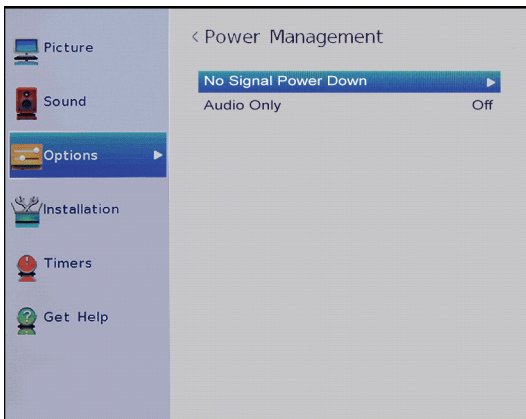 < Power Management
Picture
Sound
Options
Installation
Timers
Get Help
No Signal Power Down
Audio Only Off